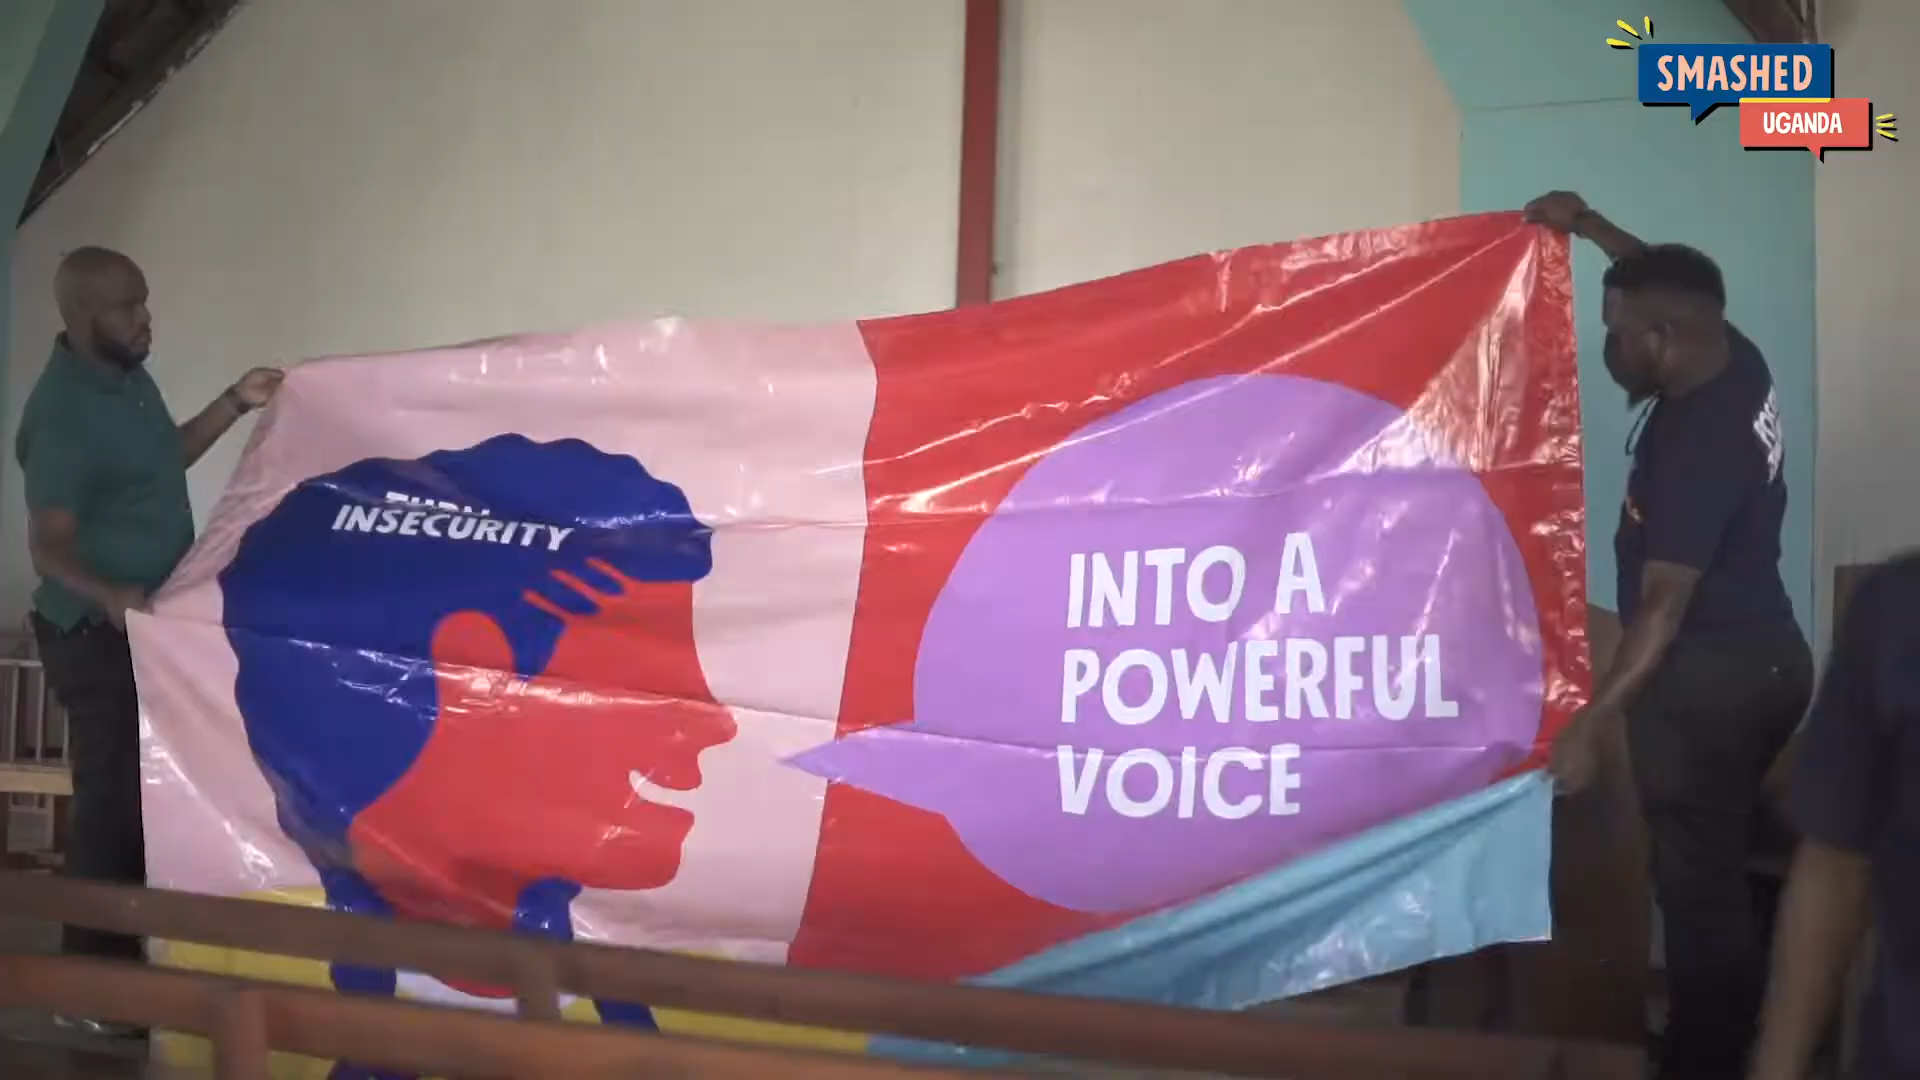 SMASHED
UGANDA
INSECURITY
INTO A
POWERFUL
VOICE